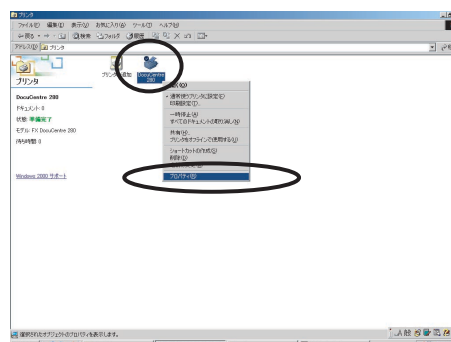 プリンタ
ファイル(F) 編集(E) 表示(V) お気に入り(A) ツール(T) ヘルプ(H)
戻る 検索 フォルダ 履歴
アドレス(D) プリンタ
プリンタ
プリンタの追加
DocuCentre 280
DocuCentre 280
ドキュメント: 0
状態: 準備完了
モデル: FX DocuCentre 280
待ち時間: 0
Windows 2000 サポート
開く(O)
通常使うプリンタに設定(F)
印刷設定(T)...
一時停止(A)
すべてのドキュメントの取り消し(N)
共有(H)...
プリンタをオフラインで使用する(U)
ショートカットの作成(S)
削除(D)
プロパティ(R)
選択されたオブジェクトのプロパティを表示します。